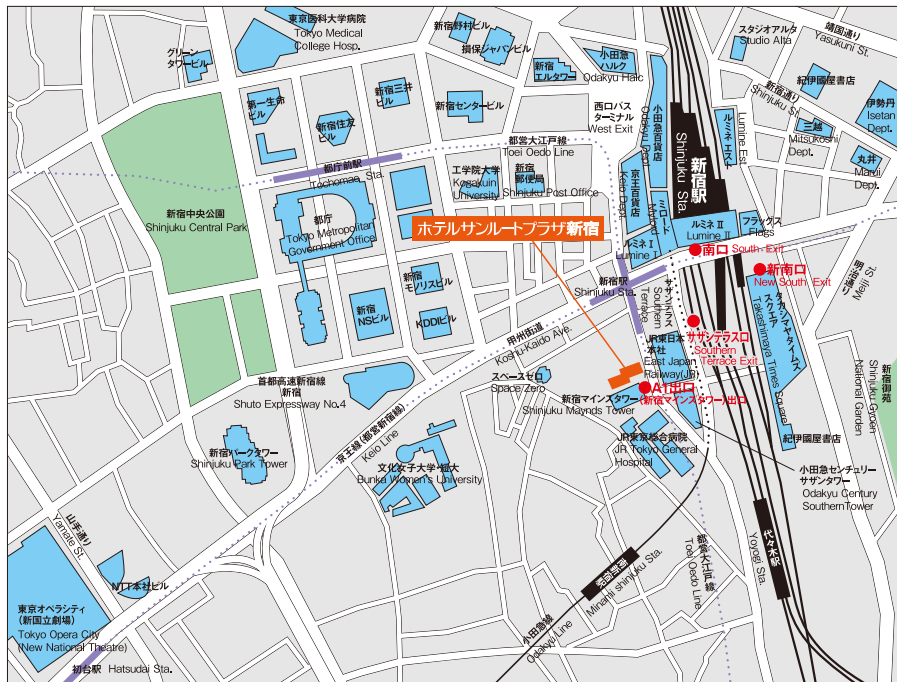 東京医科大学病院
Tokyo Medical
College Hosp.
グリーン
タワービル
新宿野村ビル
損保ジャパンビル
新宿
エルタワー
小田急
ハルク
Odakyu Halc
スタジオアルタ
Studio Alta
靖国通り
Yasukuni St.
紀伊國屋書店
新宿通り
Shinjuku St.
伊勢丹
Isetan
Dept.
三越
Mitsukoshi
Dept.
丸井
Marui
Dept.
第一生命
ビル
新宿住友
ビル
新宿三井
ビル
新宿センタービル
西口バス
ターミナル
West Exit
小田急百貨店
Odakyu Dept.
新宿駅
Shinjuku Sta.
ルミネエスト
Lumine Est
都営大江戸線
Toei Oedo Line
都庁前駅
Tochomae Sta.
工学院大学
Kogakuin
University
新宿
郵便局
Shinjuku Post Office
京王百貨店
Keio Dept.
ミロード
Mylord
ルミネ I
Lumine I
ルミネ II
Lumine II
フラッグス
Flags
新宿中央公園
Shinjuku Central Park
都庁
Tokyo Metropolitan
Government Office
ホテルサンルートプラザ新宿
南口 South Exit
新南口
New South Exit
明治通り
Meiji St.
新宿
モノリスビル
新宿
NSビル
KDDIビル
新宿駅
Shinjuku Sta.
サザンテラス
Southern
Terrace
サザンテラス口
Southern
Terrace Exit
タカシマヤタイムズ
スクエア
Takashimaya Times Square
甲州街道
Koshu-Kaido Ave.
JR東日本
本社
East Japan
Railway(JR)
A1出口
(新宿マインズタワー)出口
新宿マインズタワー
Shinjuku Maynds Tower
スペースゼロ
Space Zero
首都高速新宿線
新宿
Shuto Expressway No.4
新宿御苑
Shinjuku Gyoen
National Garden
紀伊國屋書店
新宿パークタワー
Shinjuku Park Tower
京王線(都営新宿線)
Keio Line
文化女子大学・短大
Bunka Women's University
JR東京総合病院
JR Tokyo General
Hospital
小田急センチュリー
サザンタワー
Odakyu Century
SouthernTower
山手通り
Yamate St.
NTT本社ビル
東京オペラシティ
(新国立劇場)
Tokyo Opera City
(New National Theatre)
初台駅 Hatsudai Sta.
小田急線
Odakyu Line
南新宿駅
Minami shinjuku Sta.
都営大江戸線
Toei Oedo Line
代々木駅
Yoyogi Sta.